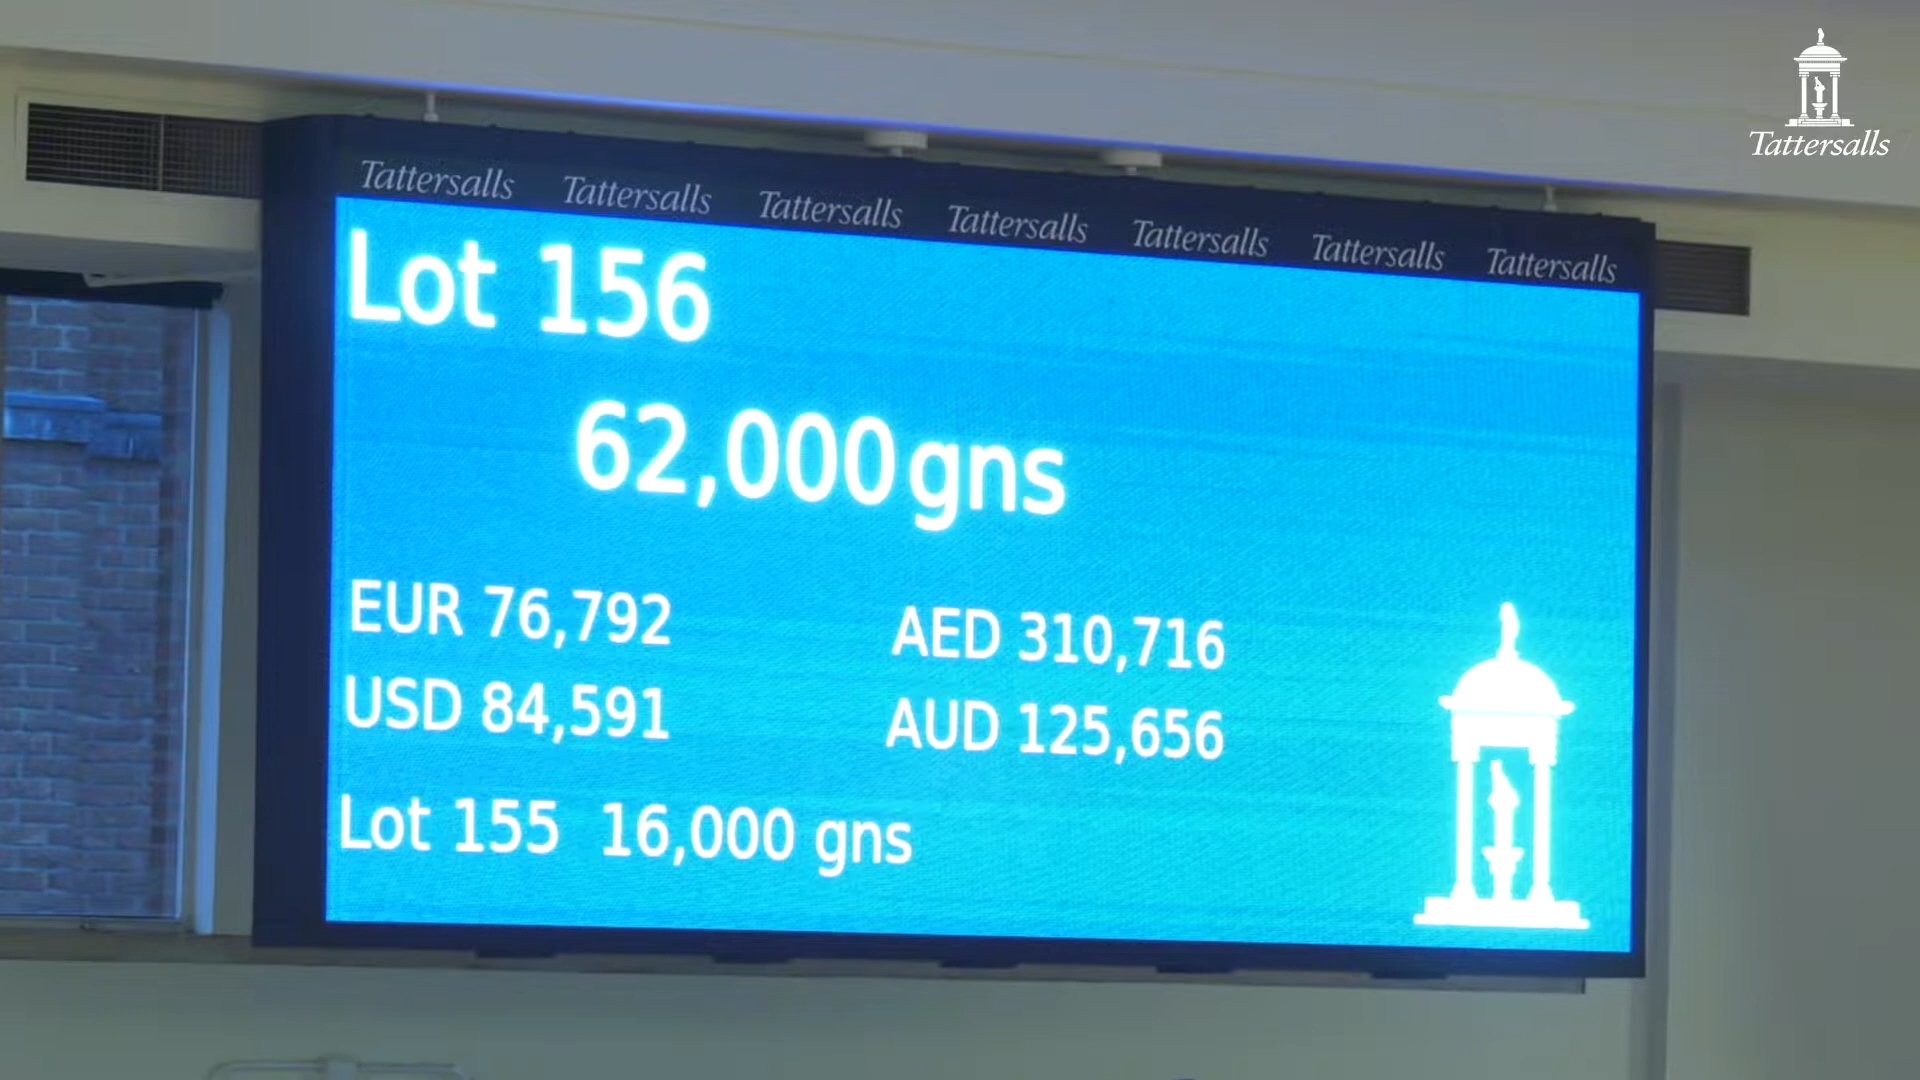 Tattersalls
Tattersalls Tattersalls Tattersalls Tattersalls Tattersalls Tattersalls Tattersalls
Lot 156
62,000 gns
EUR 76,792 AED 310,716
USD 84,591 AUD 125,656
Lot 155 16,000 gns